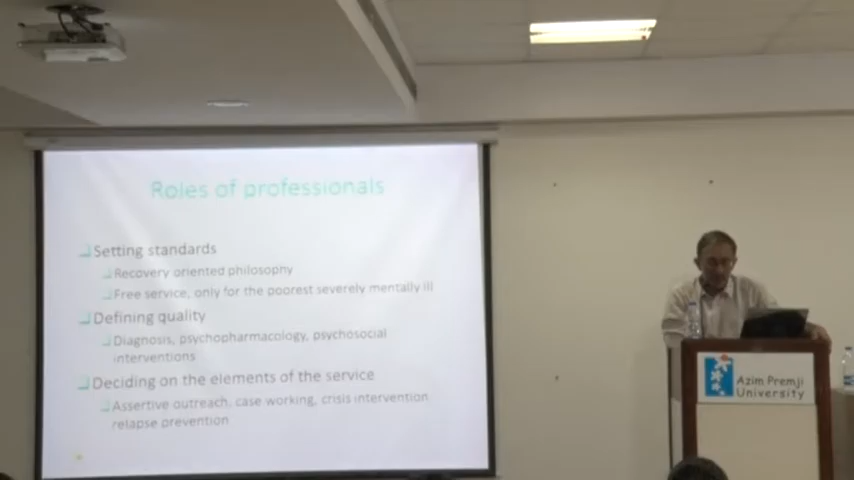 Roles of professionals
Setting standards
Recovery oriented philosophy
Free service, only for the poorest severely mentally ill
Defining quality
Diagnosis, psychopharmacology, psychosocial
interventions
Deciding on the elements of the service
Assertive outreach, case working, crisis intervention
relapse prevention
Azim Premji
University